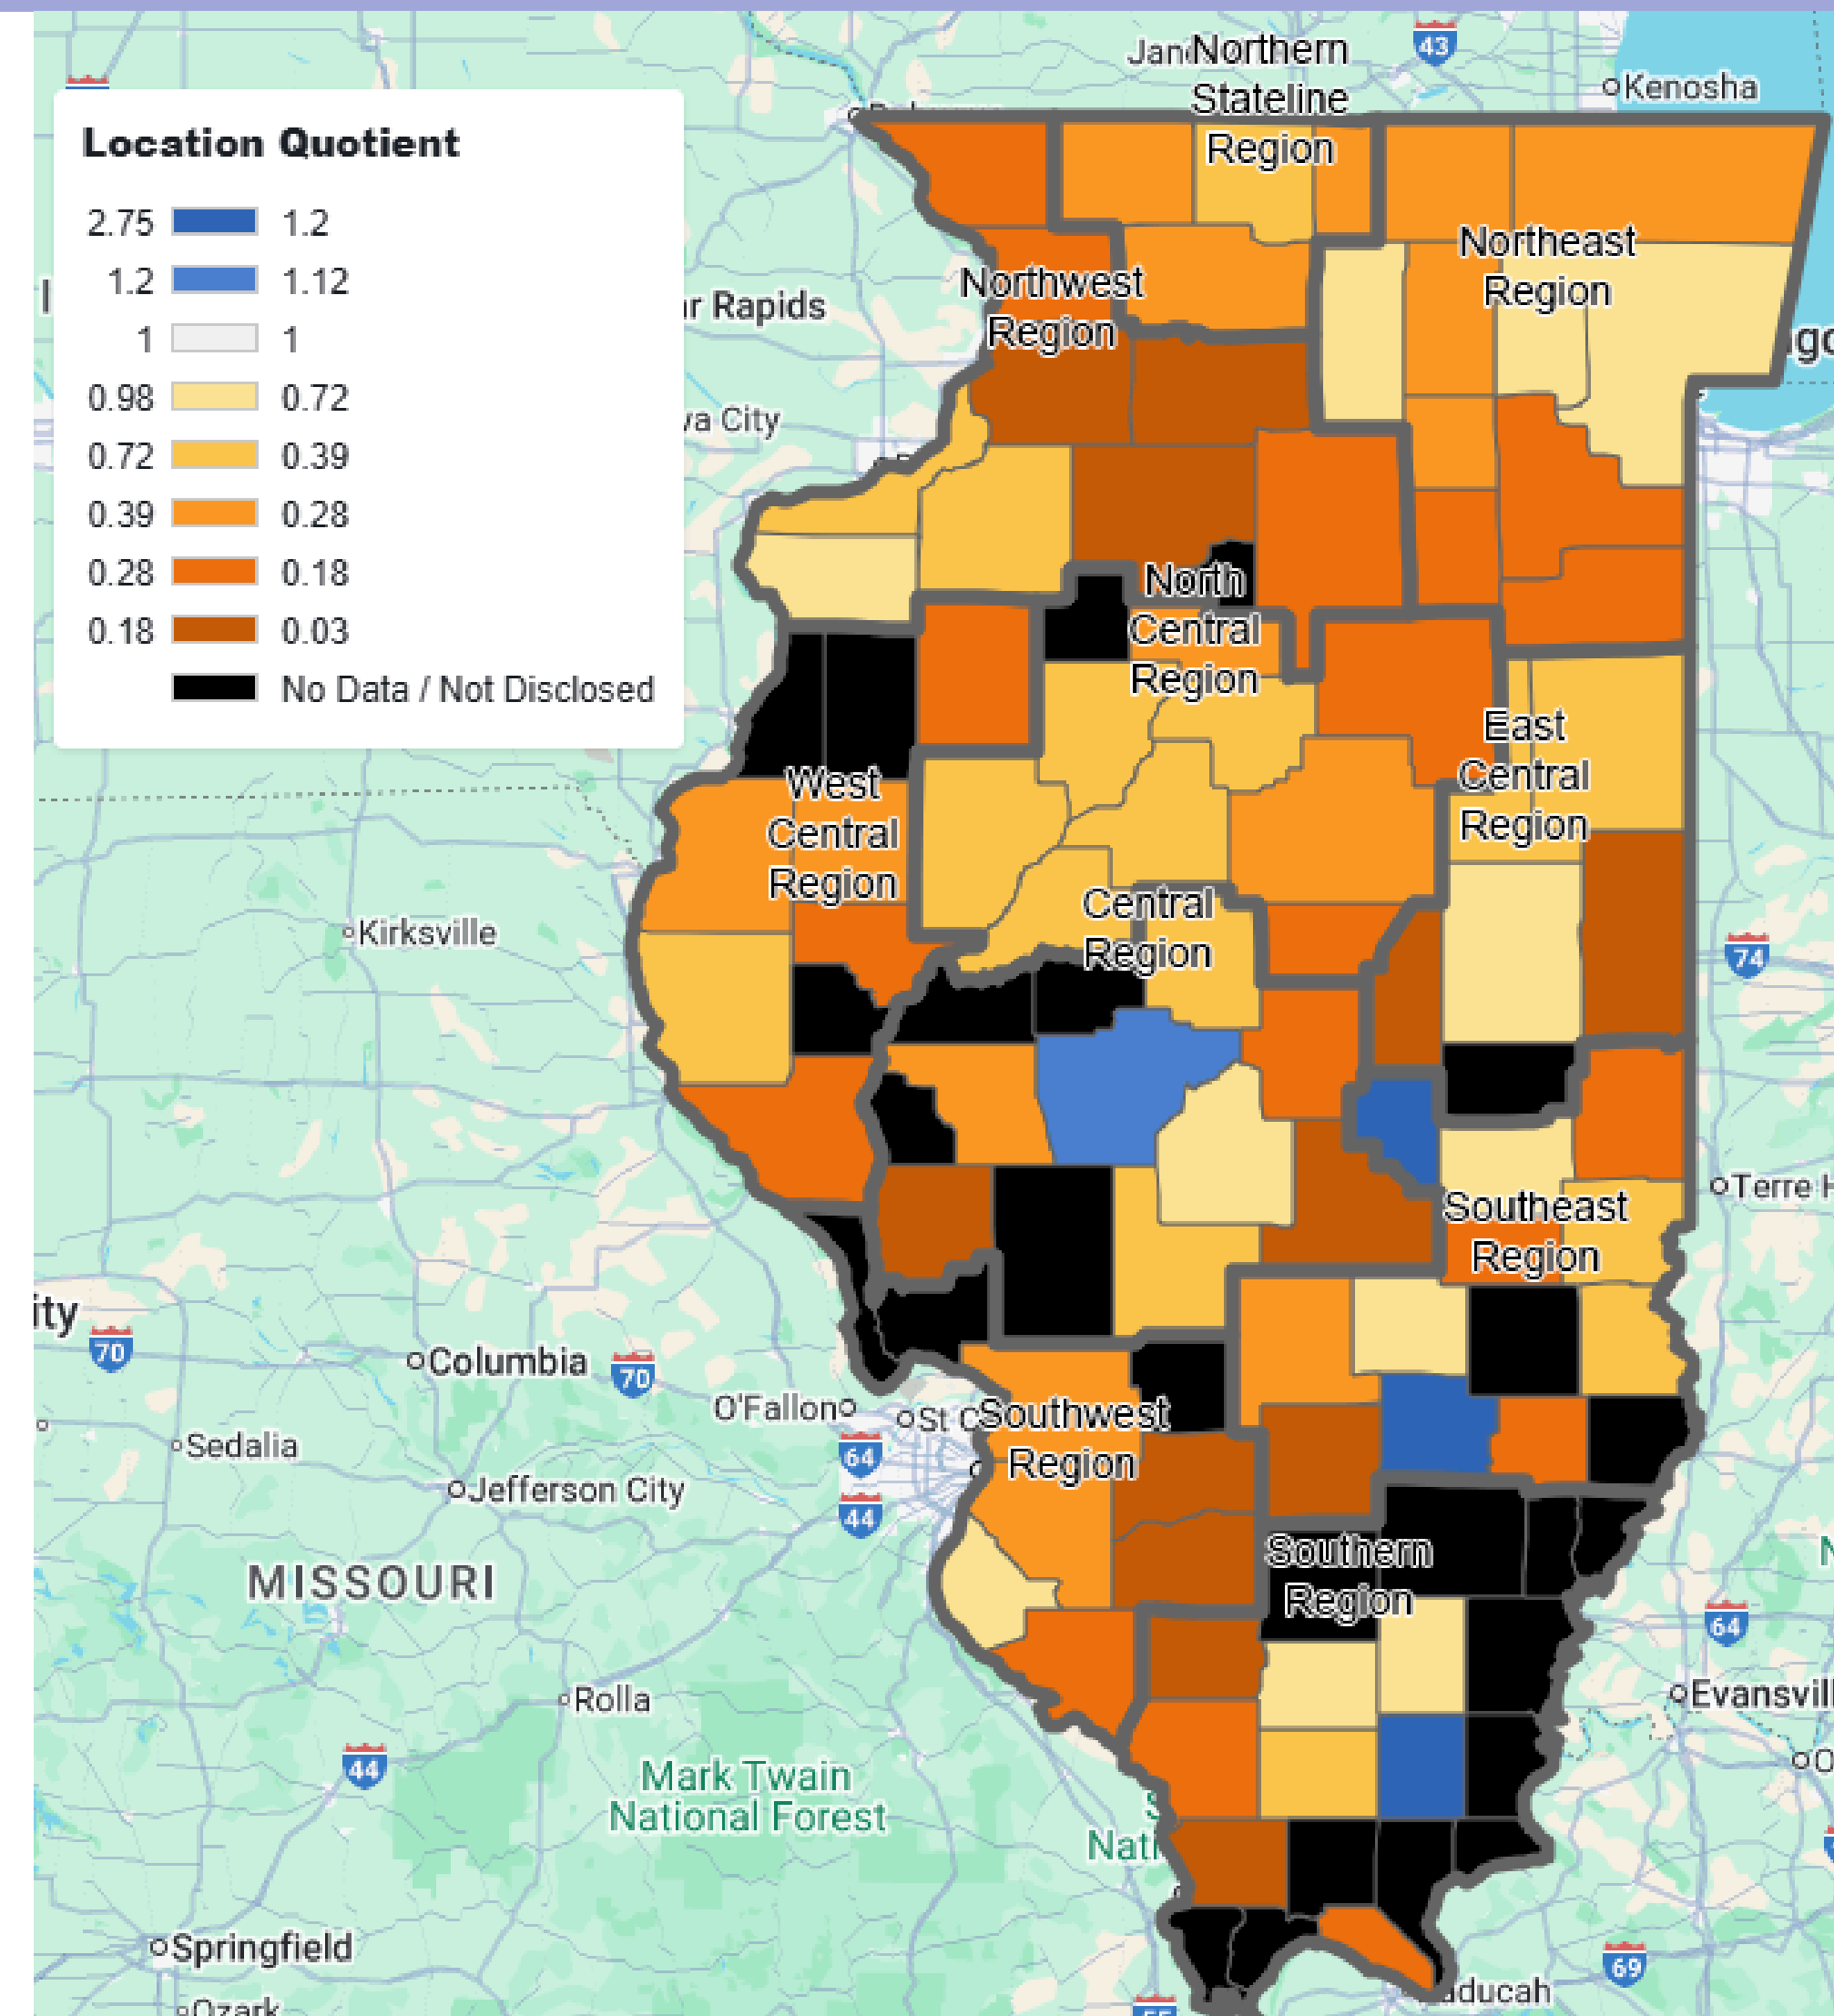 Location Quotient
2.75 1.2
1.2 1.12
1 1
0.98 0.72
0.72 0.39
0.39 0.28
0.28 0.18
0.18 0.03
No Data / Not Disclosed
Northern
Stateline
Region
43
Kenosha
Northeast
Region
Northwest
Region
Rapids
City
North
Central
Region
East
Central
Region
West
Central
Region
Central
Region
Kirksville
74
Terre
Southeast
Region
70
Columbia
70
O'Fallon
St
Southwest
Region
Sedalia
64
Jefferson City
44
MISSOURI
Southern
Region
64
Rolla
Evansvil
44
Mark Twain
National Forest
Springfield
69
aducah
Ozark
55